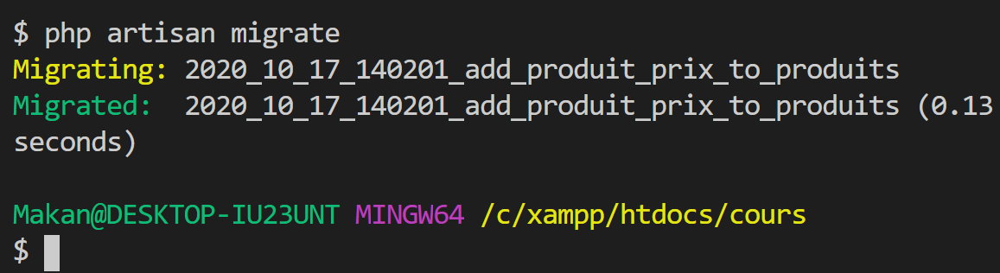 $ php artisan migrate
Migrating: 2020_10_17_140201_add_produit_prix_to_produits
Migrated:  2020_10_17_140201_add_produit_prix_to_produits (0.13
seconds)
Makan@DESKTOP-IU23UNT MINGW64 /c/xampp/htdocs/cours
$